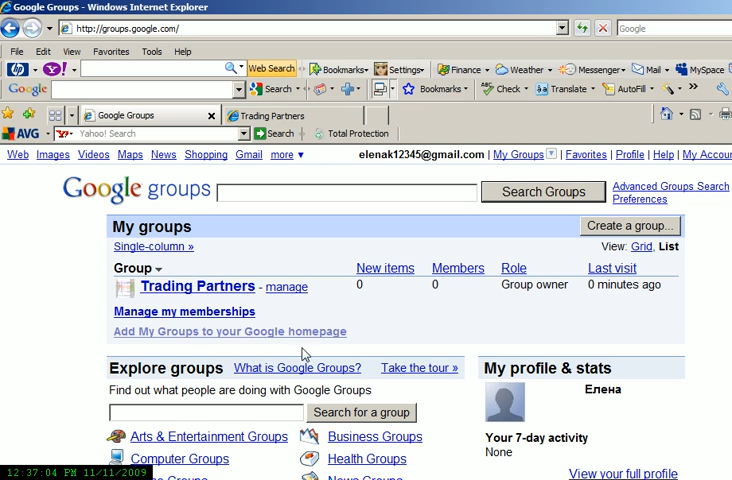 Google Groups - Windows Internet Explorer
http://groups.google.com/
Google
File Edit View Favorites Tools Help
Web Search Bookmarks Settings Finance Weather Messenger Mail MySpace
Google Search Bookmarks Check Translate AutoFill
Google Groups Trading Partners
AVG Yahoo! Search Search Total Protection
Web Images Videos Maps News Shopping Gmail more ▼ elenak12345@gmail.com | My Groups | Favorites | Profile | Help | My Accou
Google groups Search Groups Advanced Groups Search
Preferences
My groups Create a group...
Single-column » View: Grid, List
Group New items Members Role Last visit
Trading Partners - manage 0 0 Group owner 0 minutes ago
Manage my memberships
Add My Groups to your Google homepage
Explore groups What is Google Groups? Take the tour » My profile & stats
Find out what people are doing with Google Groups Елена
Search for a group
Arts & Entertainment Groups Business Groups Your 7-day activity
Computer Groups Health Groups None
12:37:04 PM 11/11/2009 View your full profile